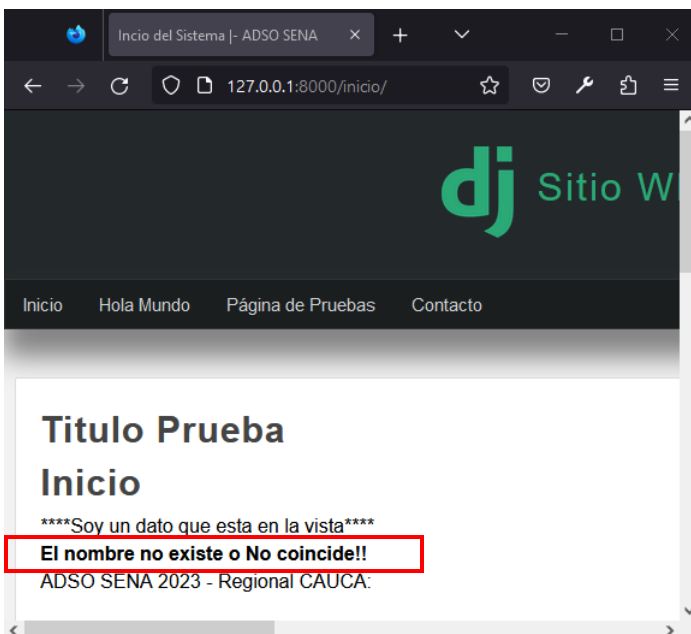 Incio del Sistema |- ADSO SENA
127.0.0.1:8000/inicio/
dj Sitio
Inicio Hola Mundo Página de Pruebas Contacto
Titulo Prueba
Inicio
****Soy un dato que esta en la vista****
El nombre no existe o No coincide!!
ADSO SENA 2023 - Regional CAUCA: